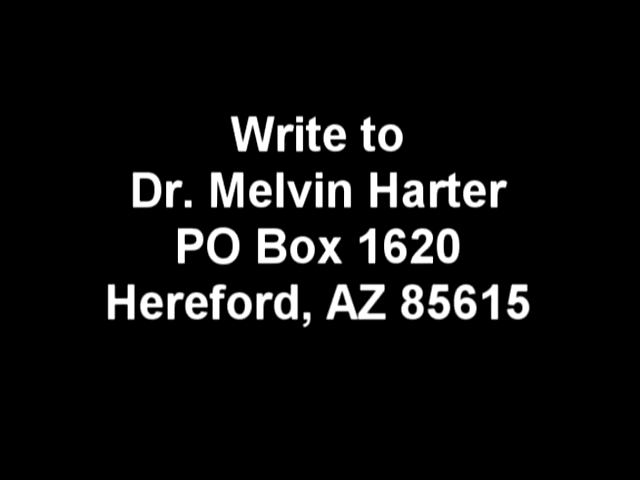 Write to
Dr. Melvin Harter
PO Box 1620
Hereford, AZ 85615